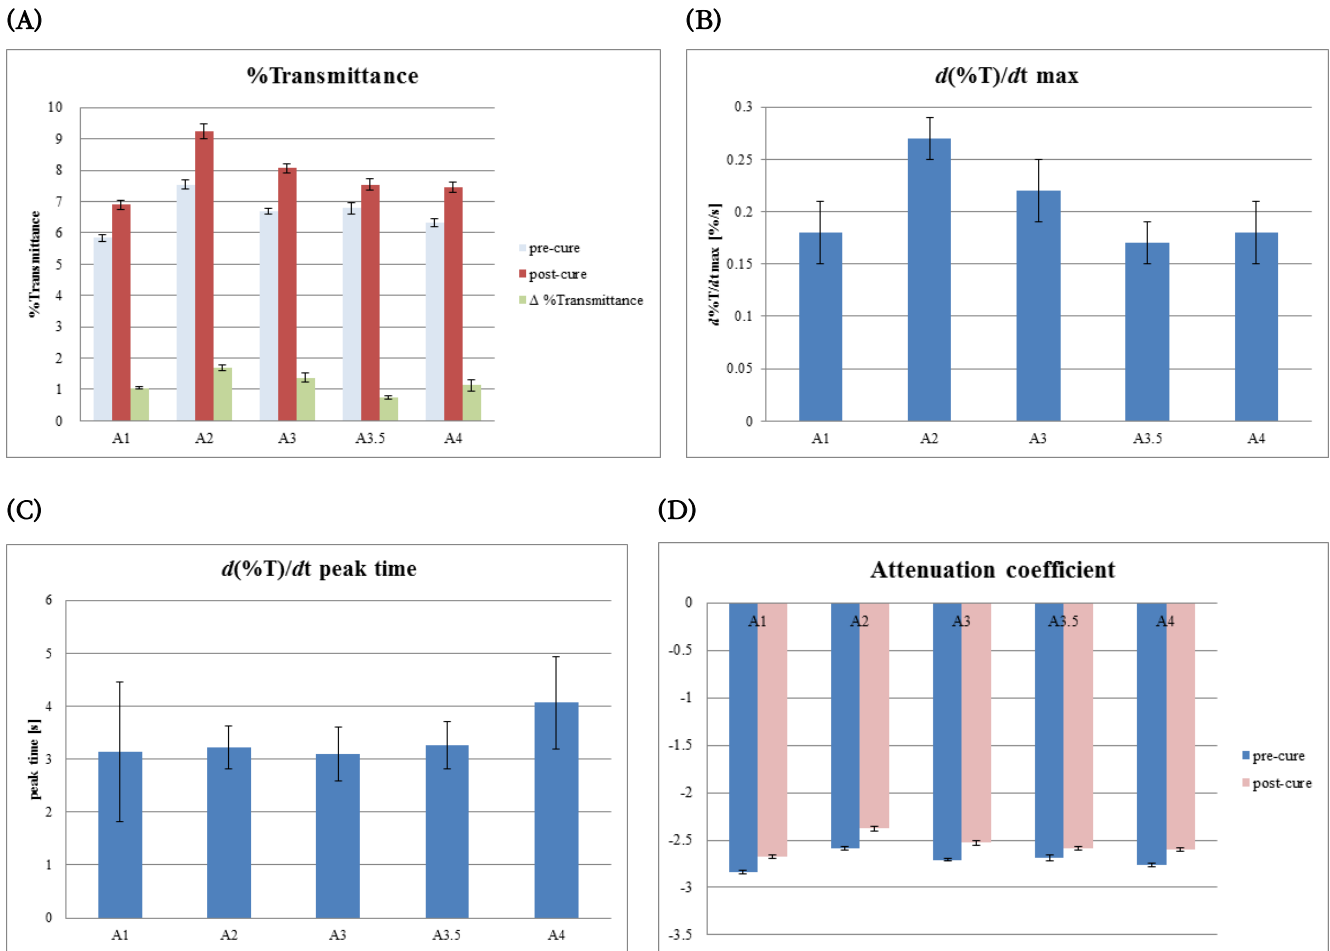 (A)
%Transmittance
10
9
8
7
6
5
4
3
2
1
0
%Transmittance
A1 A2 A3 A3.5 A4
pre-cure
post-cure
Δ %Transmittance
(B)
d(%T)/dt max
0.3
0.25
0.2
0.15
0.1
0.05
0
d%T/dt max [%/s]
A1 A2 A3 A3.5 A4
(C)
d(%T)/dt peak time
6
5
4
3
2
1
0
peak time [s]
A1 A2 A3 A3.5 A4
(D)
Attenuation coefficient
0
-0.5
-1
-1.5
-2
-2.5
-3
-3.5
A1 A2 A3 A3.5 A4
pre-cure
post-cure